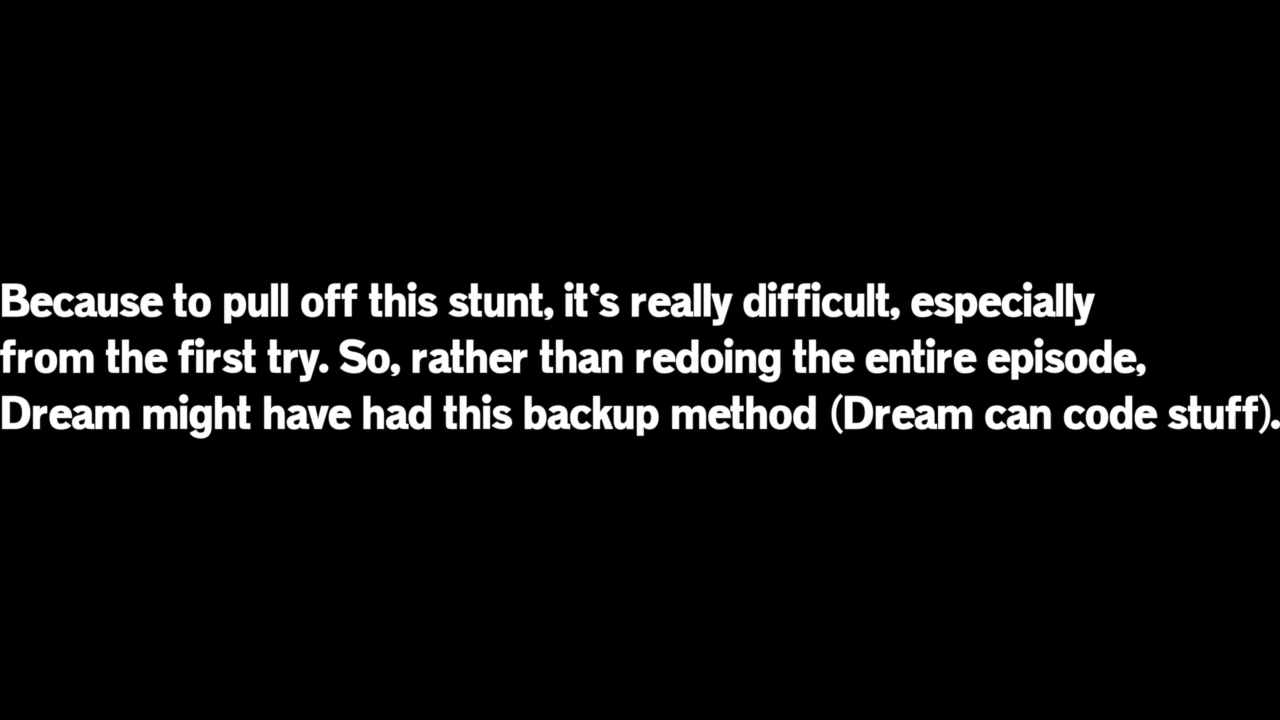 Because to pull off this stunt, it's really difficult, especially
from the first try. So, rather than redoing the entire episode,
Dream might have had this backup method (Dream can code stuff).